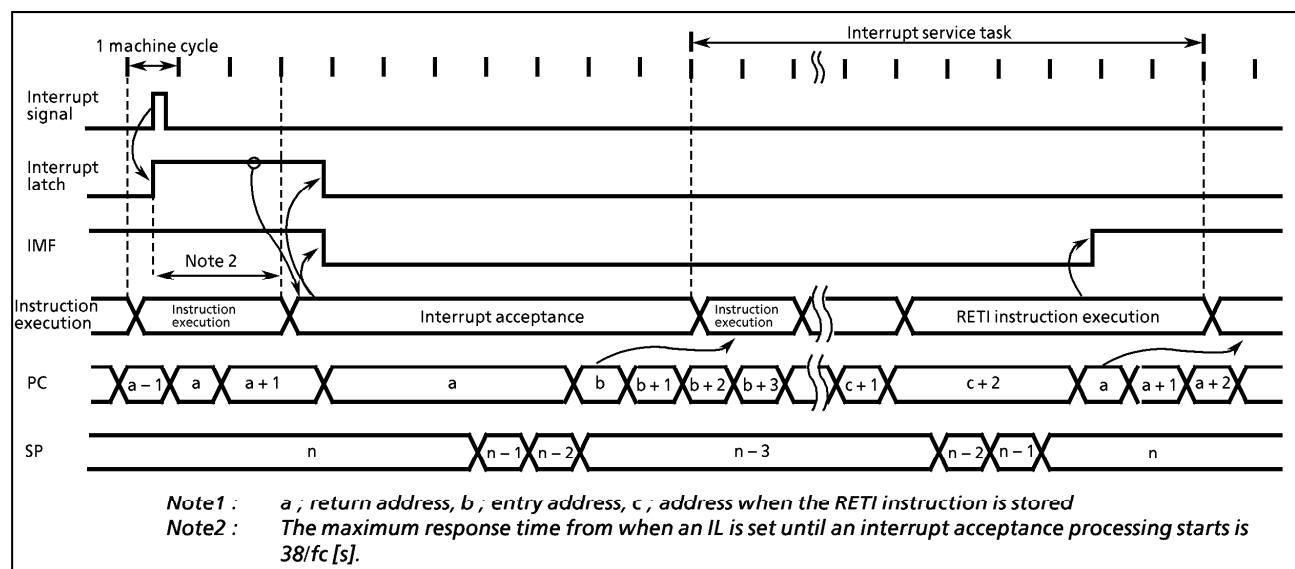 1 machine cycle
Interrupt service task
Interrupt
signal
Interrupt
latch
IMF
Note 2
Instruction
execution
Instruction
execution
Interrupt acceptance
Instruction
execution
RETI instruction execution
PC
a – 1 a a + 1 a b b + 1 b + 2 b + 3 c + 1 c + 2 a a + 1 a + 2
SP
n n – 1 n – 2 n – 3 n – 2 n – 1 n
Note1 : a ; return address, b ; entry address, c ; address when the RETI instruction is stored
Note2 : The maximum response time from when an IL is set until an interrupt acceptance processing starts is
38/fc [s].